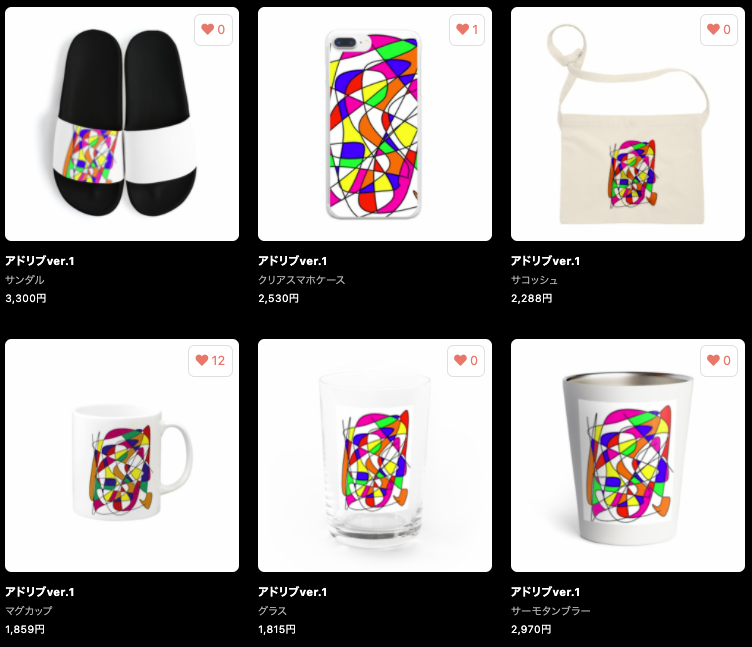 0
1
0
アドリブver.1
サンダル
3,300円
アドリブver.1
クリアスマホケース
2,530円
アドリブver.1
サコッシュ
2,288円
12
0
0
アドリブver.1
マグカップ
1,859円
アドリブver.1
グラス
1,815円
アドリブver.1
サーモタンブラー
2,970円